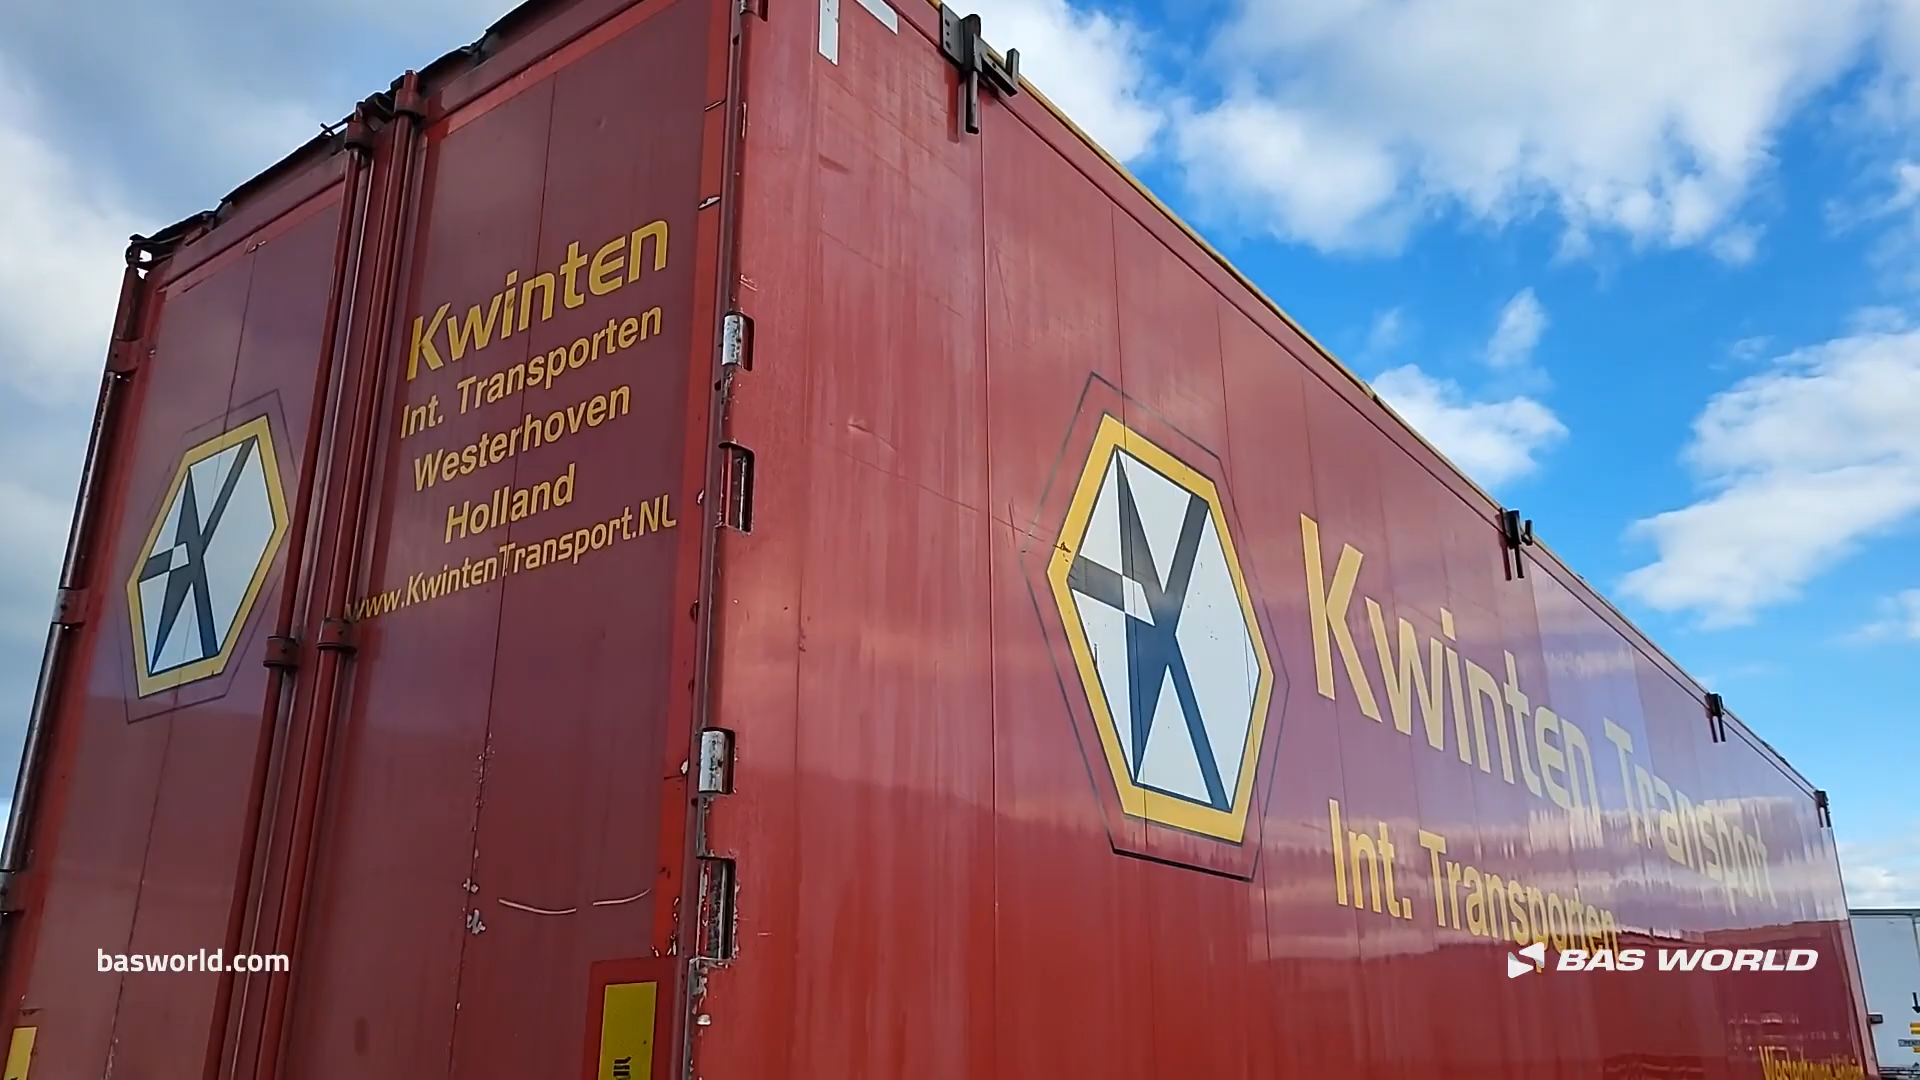 Kwinten
Int. Transporten
Westerhoven
Holland
www.KwintenTransport.NL
Kwinten Transport
Int. Transporten
basworld.com
BAS WORLD